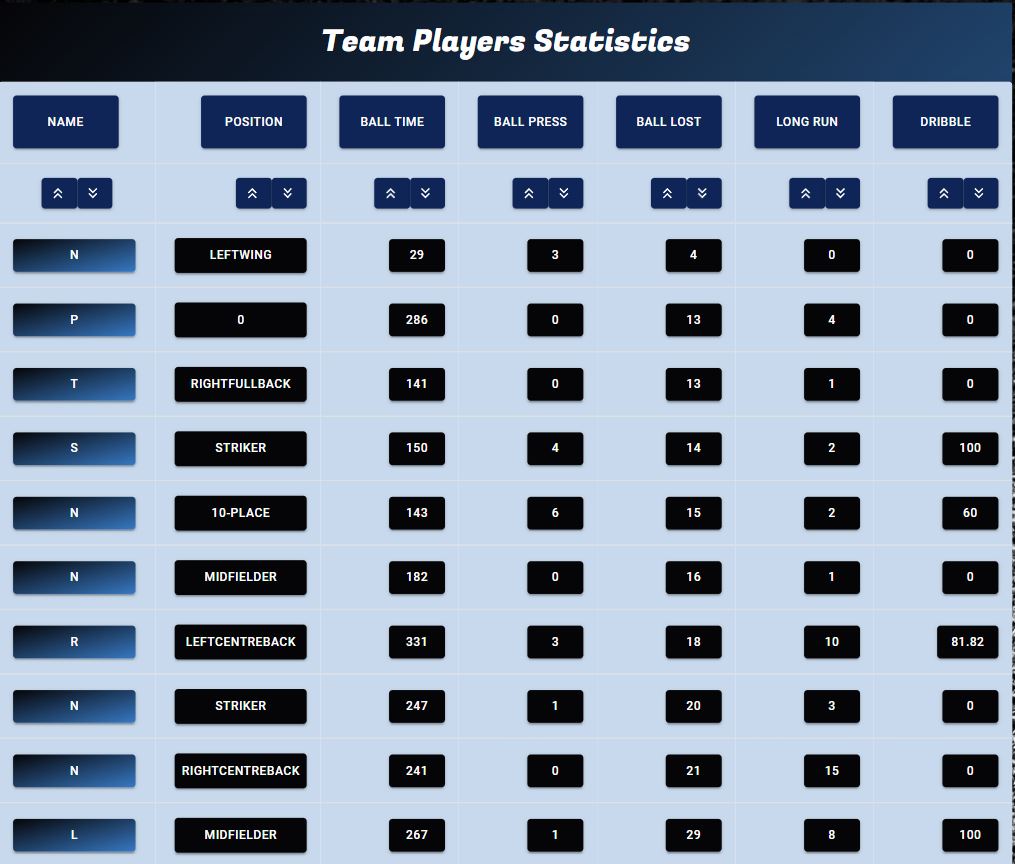 Team Players Statistics
NAME POSITION BALL TIME BALL PRESS BALL LOST LONG RUN DRIBBLE
N LEFTWING 29 3 4 0 0
P 0 286 0 13 4 0
T RIGHTFULLBACK 141 0 13 1 0
S STRIKER 150 4 14 2 100
N 10-PLACE 143 6 15 2 60
N MIDFIELDER 182 0 16 1 0
R LEFTCENTREBACK 331 3 18 10 81.82
N STRIKER 247 1 20 3 0
N RIGHTCENTREBACK 241 0 21 15 0
L MIDFIELDER 267 1 29 8 100